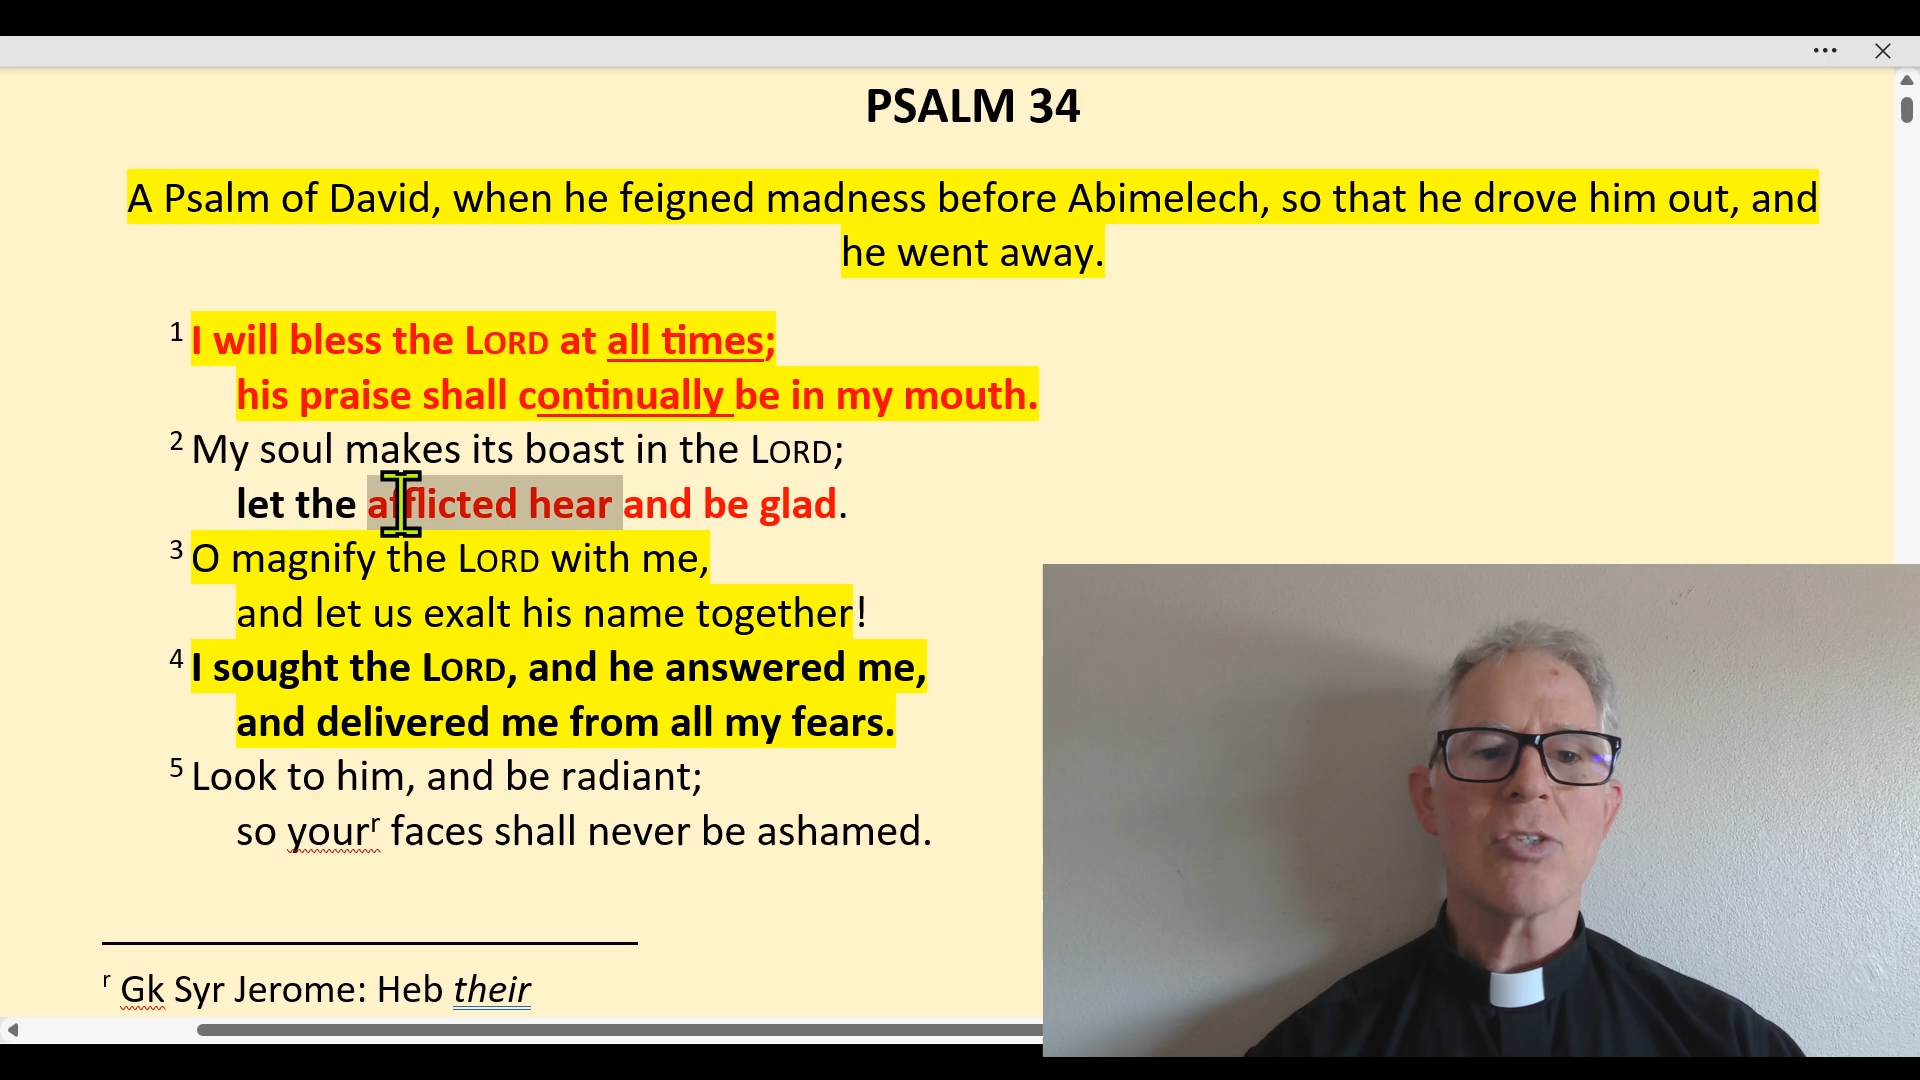 PSALM 34
A Psalm of David, when he feigned madness before Abimelech, so that he drove him out, and
he went away.
1 I will bless the LORD at all times;
his praise shall continually be in my mouth.
2 My soul makes its boast in the LORD;
let the afflicted hear and be glad.
3 O magnify the LORD with me,
and let us exalt his name together!
4 I sought the LORD, and he answered me,
and delivered me from all my fears.
5 Look to him, and be radiant;
so your r faces shall never be ashamed.
r Gk Syr Jerome: Heb their